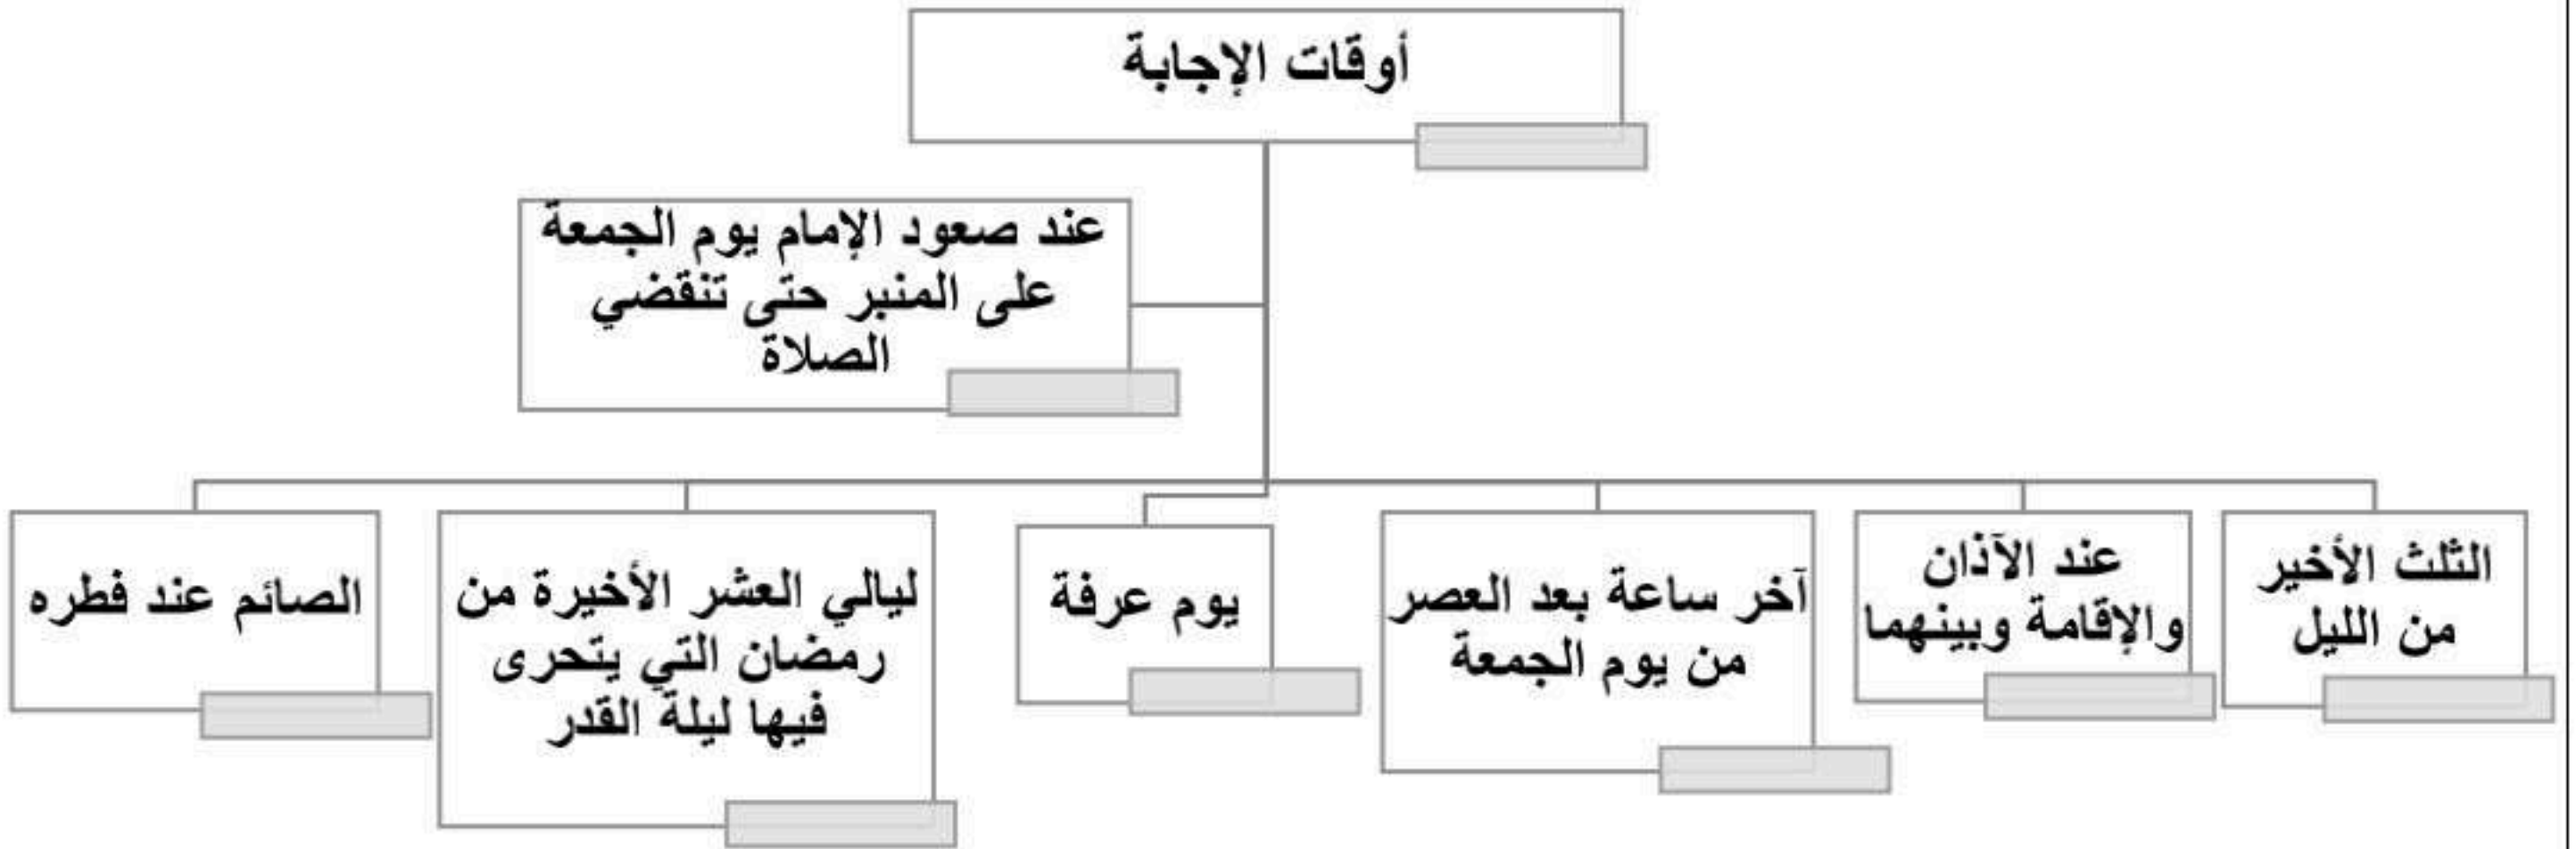 أوقات الإجابة
عند صعود الإمام يوم الجمعة
على المنبر حتى تنقضي
الصلاة
الثلث الأخير
من الليل
عند الآذان
والإقامة وبينهما
آخر ساعة بعد العصر
من يوم الجمعة
يوم عرفة
ليالي العشر الأخيرة من
رمضان التي يتحرى
فيها ليلة القدر
الصائم عند فطره